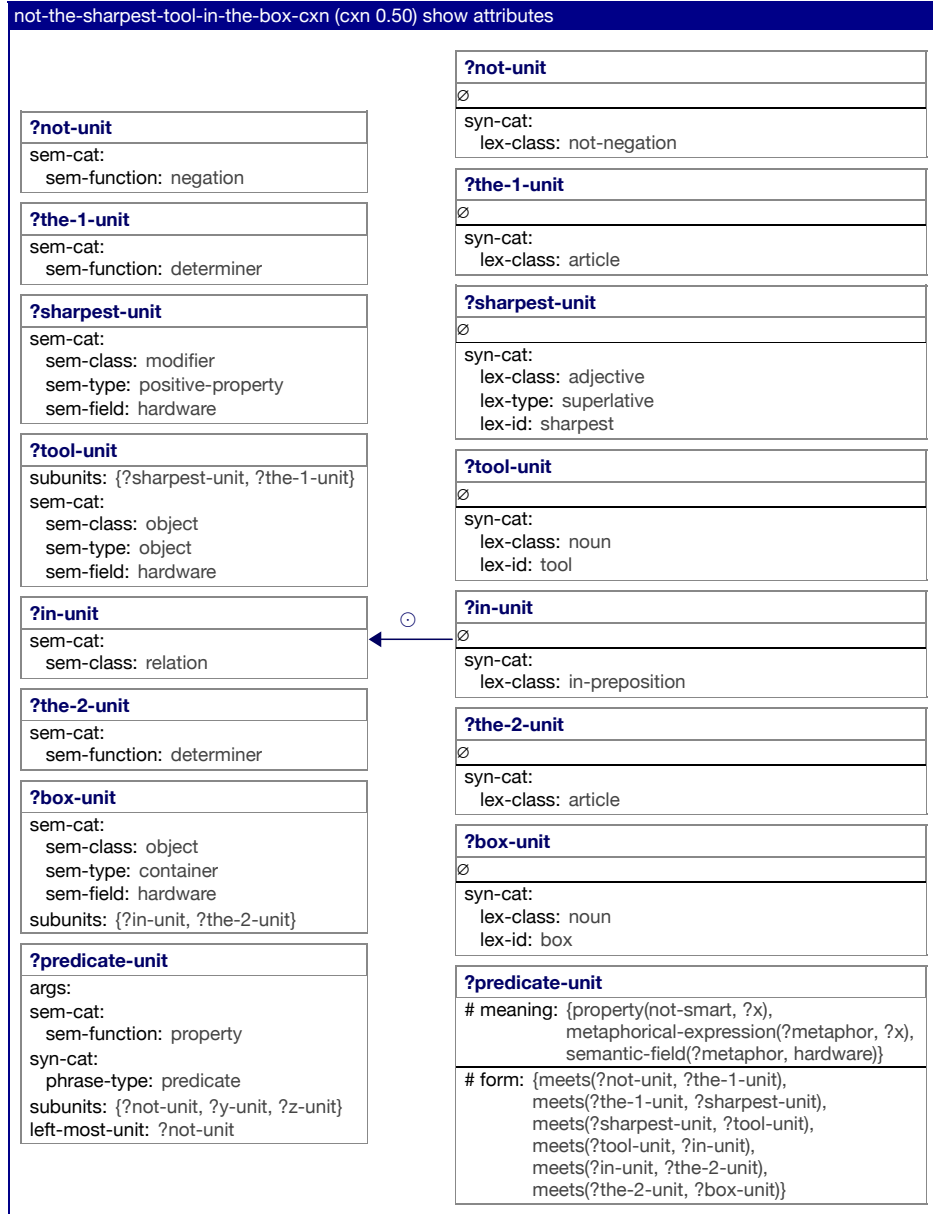 not-the-sharpest-tool-in-the-box-cxn (cxn 0.50) show attributes
?not-unit
sem-cat:
sem-function: negation
?the-1-unit
sem-cat:
sem-function: determiner
?sharpest-unit
sem-cat:
sem-class: modifier
sem-type: positive-property
sem-field: hardware
?tool-unit
subunits: {?sharpest-unit, ?the-1-unit}
sem-cat:
sem-class: object
sem-type: object
sem-field: hardware
?in-unit
sem-cat:
sem-class: relation
?the-2-unit
sem-cat:
sem-function: determiner
?box-unit
sem-cat:
sem-class: object
sem-type: container
sem-field: hardware
subunits: {?in-unit, ?the-2-unit}
?predicate-unit
args:
sem-cat:
sem-function: property
syn-cat:
phrase-type: predicate
subunits: {?not-unit, ?y-unit, ?z-unit}
left-most-unit: ?not-unit
⊙
?not-unit
∅
syn-cat:
lex-class: not-negation
?the-1-unit
∅
syn-cat:
lex-class: article
?sharpest-unit
∅
syn-cat:
lex-class: adjective
lex-type: superlative
lex-id: sharpest
?tool-unit
∅
syn-cat:
lex-class: noun
lex-id: tool
?in-unit
∅
syn-cat:
lex-class: in-preposition
?the-2-unit
∅
syn-cat:
lex-class: article
?box-unit
∅
syn-cat:
lex-class: noun
lex-id: box
?predicate-unit
# meaning: {property(not-smart, ?x),
metaphorical-expression(?metaphor, ?x),
semantic-field(?metaphor, hardware)}
# form: {meets(?not-unit, ?the-1-unit),
meets(?the-1-unit, ?sharpest-unit),
meets(?sharpest-unit, ?tool-unit),
meets(?tool-unit, ?in-unit),
meets(?in-unit, ?the-2-unit),
meets(?the-2-unit, ?box-unit)}